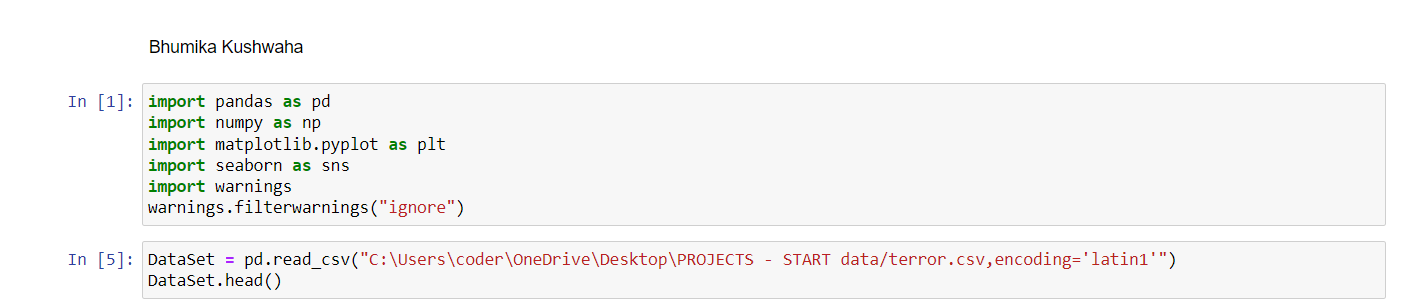 Bhumika Kushwaha
In [1]: import pandas as pd
import numpy as np
import matplotlib.pyplot as plt
import seaborn as sns
import warnings
warnings.filterwarnings("ignore")
In [5]: DataSet = pd.read_csv("C:\Users\coder\OneDrive\Desktop\PROJECTS - START data/terror.csv,encoding='latin1'")
DataSet.head()